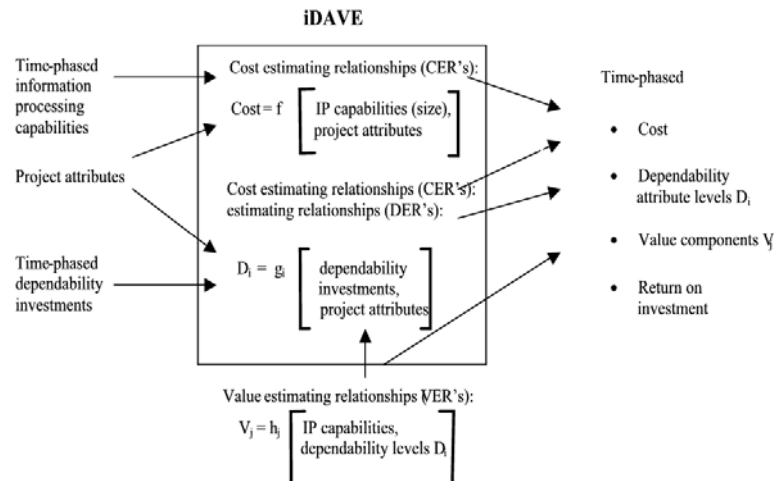 iDAVE
Time-phased
information
processing
capabilities
Project attributes
Time-phased
dependability
investments
Cost estimating relationships (CER's):
Cost = f
IP capabilities (size),
project attributes
Cost estimating relationships (CER's):
estimating relationships (DER's):
Di = gi
dependability
investments,
project attributes
Value estimating relationships (VER's):
Vj = hj
IP capabilities,
dependability levels Di
Time-phased
• Cost
• Dependability
attribute levels Di
• Value components Vj
• Return on
investment